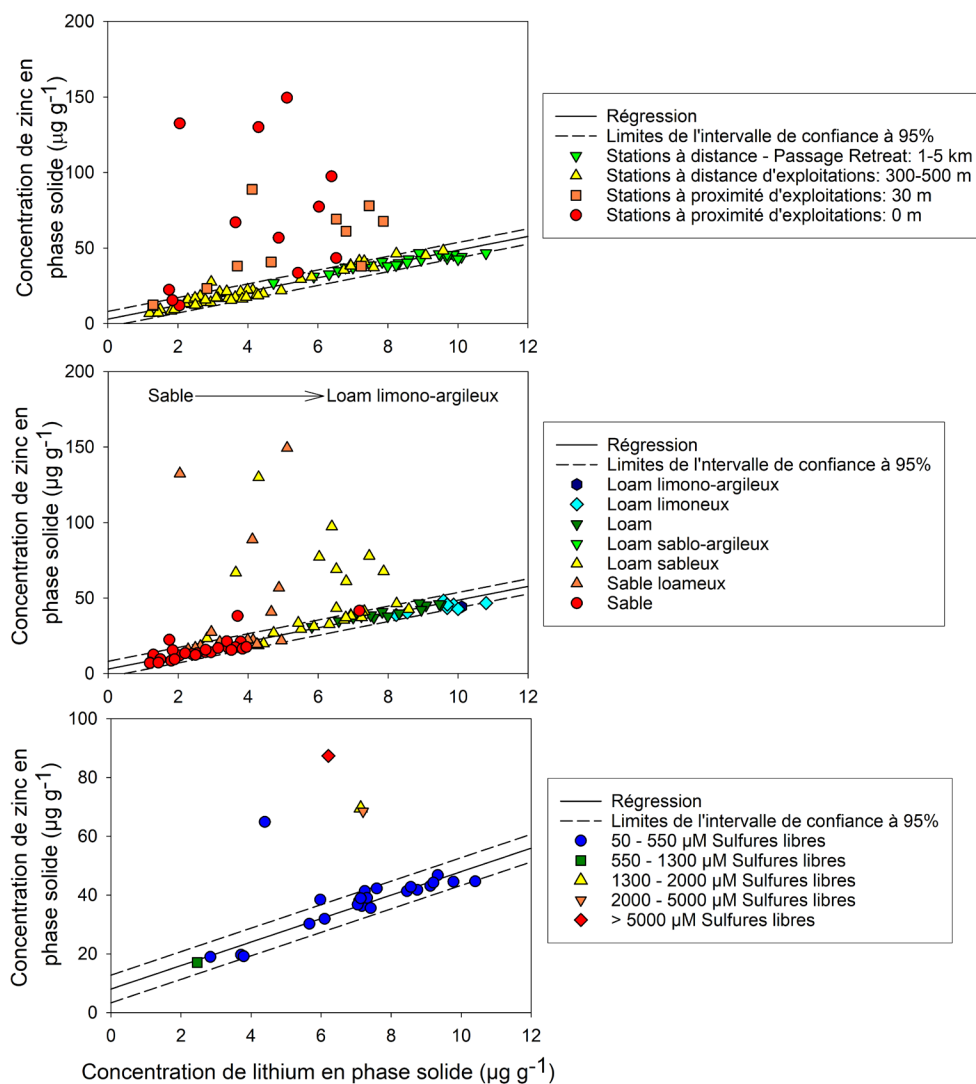 Concentration de zinc en
phase solide (µg g-1)
200
150
100
50
0
0 2 4 6 8 10 12
Régression
Limites de l'intervalle de confiance à 95%
Stations à distance - Passage Retreat: 1-5 km
Stations à distance d'exploitations: 300-500 m
Stations à proximité d'exploitations: 30 m
Stations à proximité d'exploitations: 0 m
Concentration de zinc en
phase solide (µg g-1)
200
150
100
50
0
Sable Loam limono-argileux
0 2 4 6 8 10 12
Régression
Limites de l'intervalle de confiance à 95%
Loam limono-argileux
Loam limoneux
Loam
Loam sablo-argileux
Loam sableux
Sable loameux
Sable
Concentration de zinc en
phase solide (µg g-1)
100
80
60
40
20
0
0 2 4 6 8 10 12
Régression
Limites de l'intervalle de confiance à 95%
50 - 550 µM Sulfures libres
550 - 1300 µM Sulfures libres
1300 - 2000 µM Sulfures libres
2000 - 5000 µM Sulfures libres
> 5000 µM Sulfures libres
Concentration de lithium en phase solide (µg g-1)